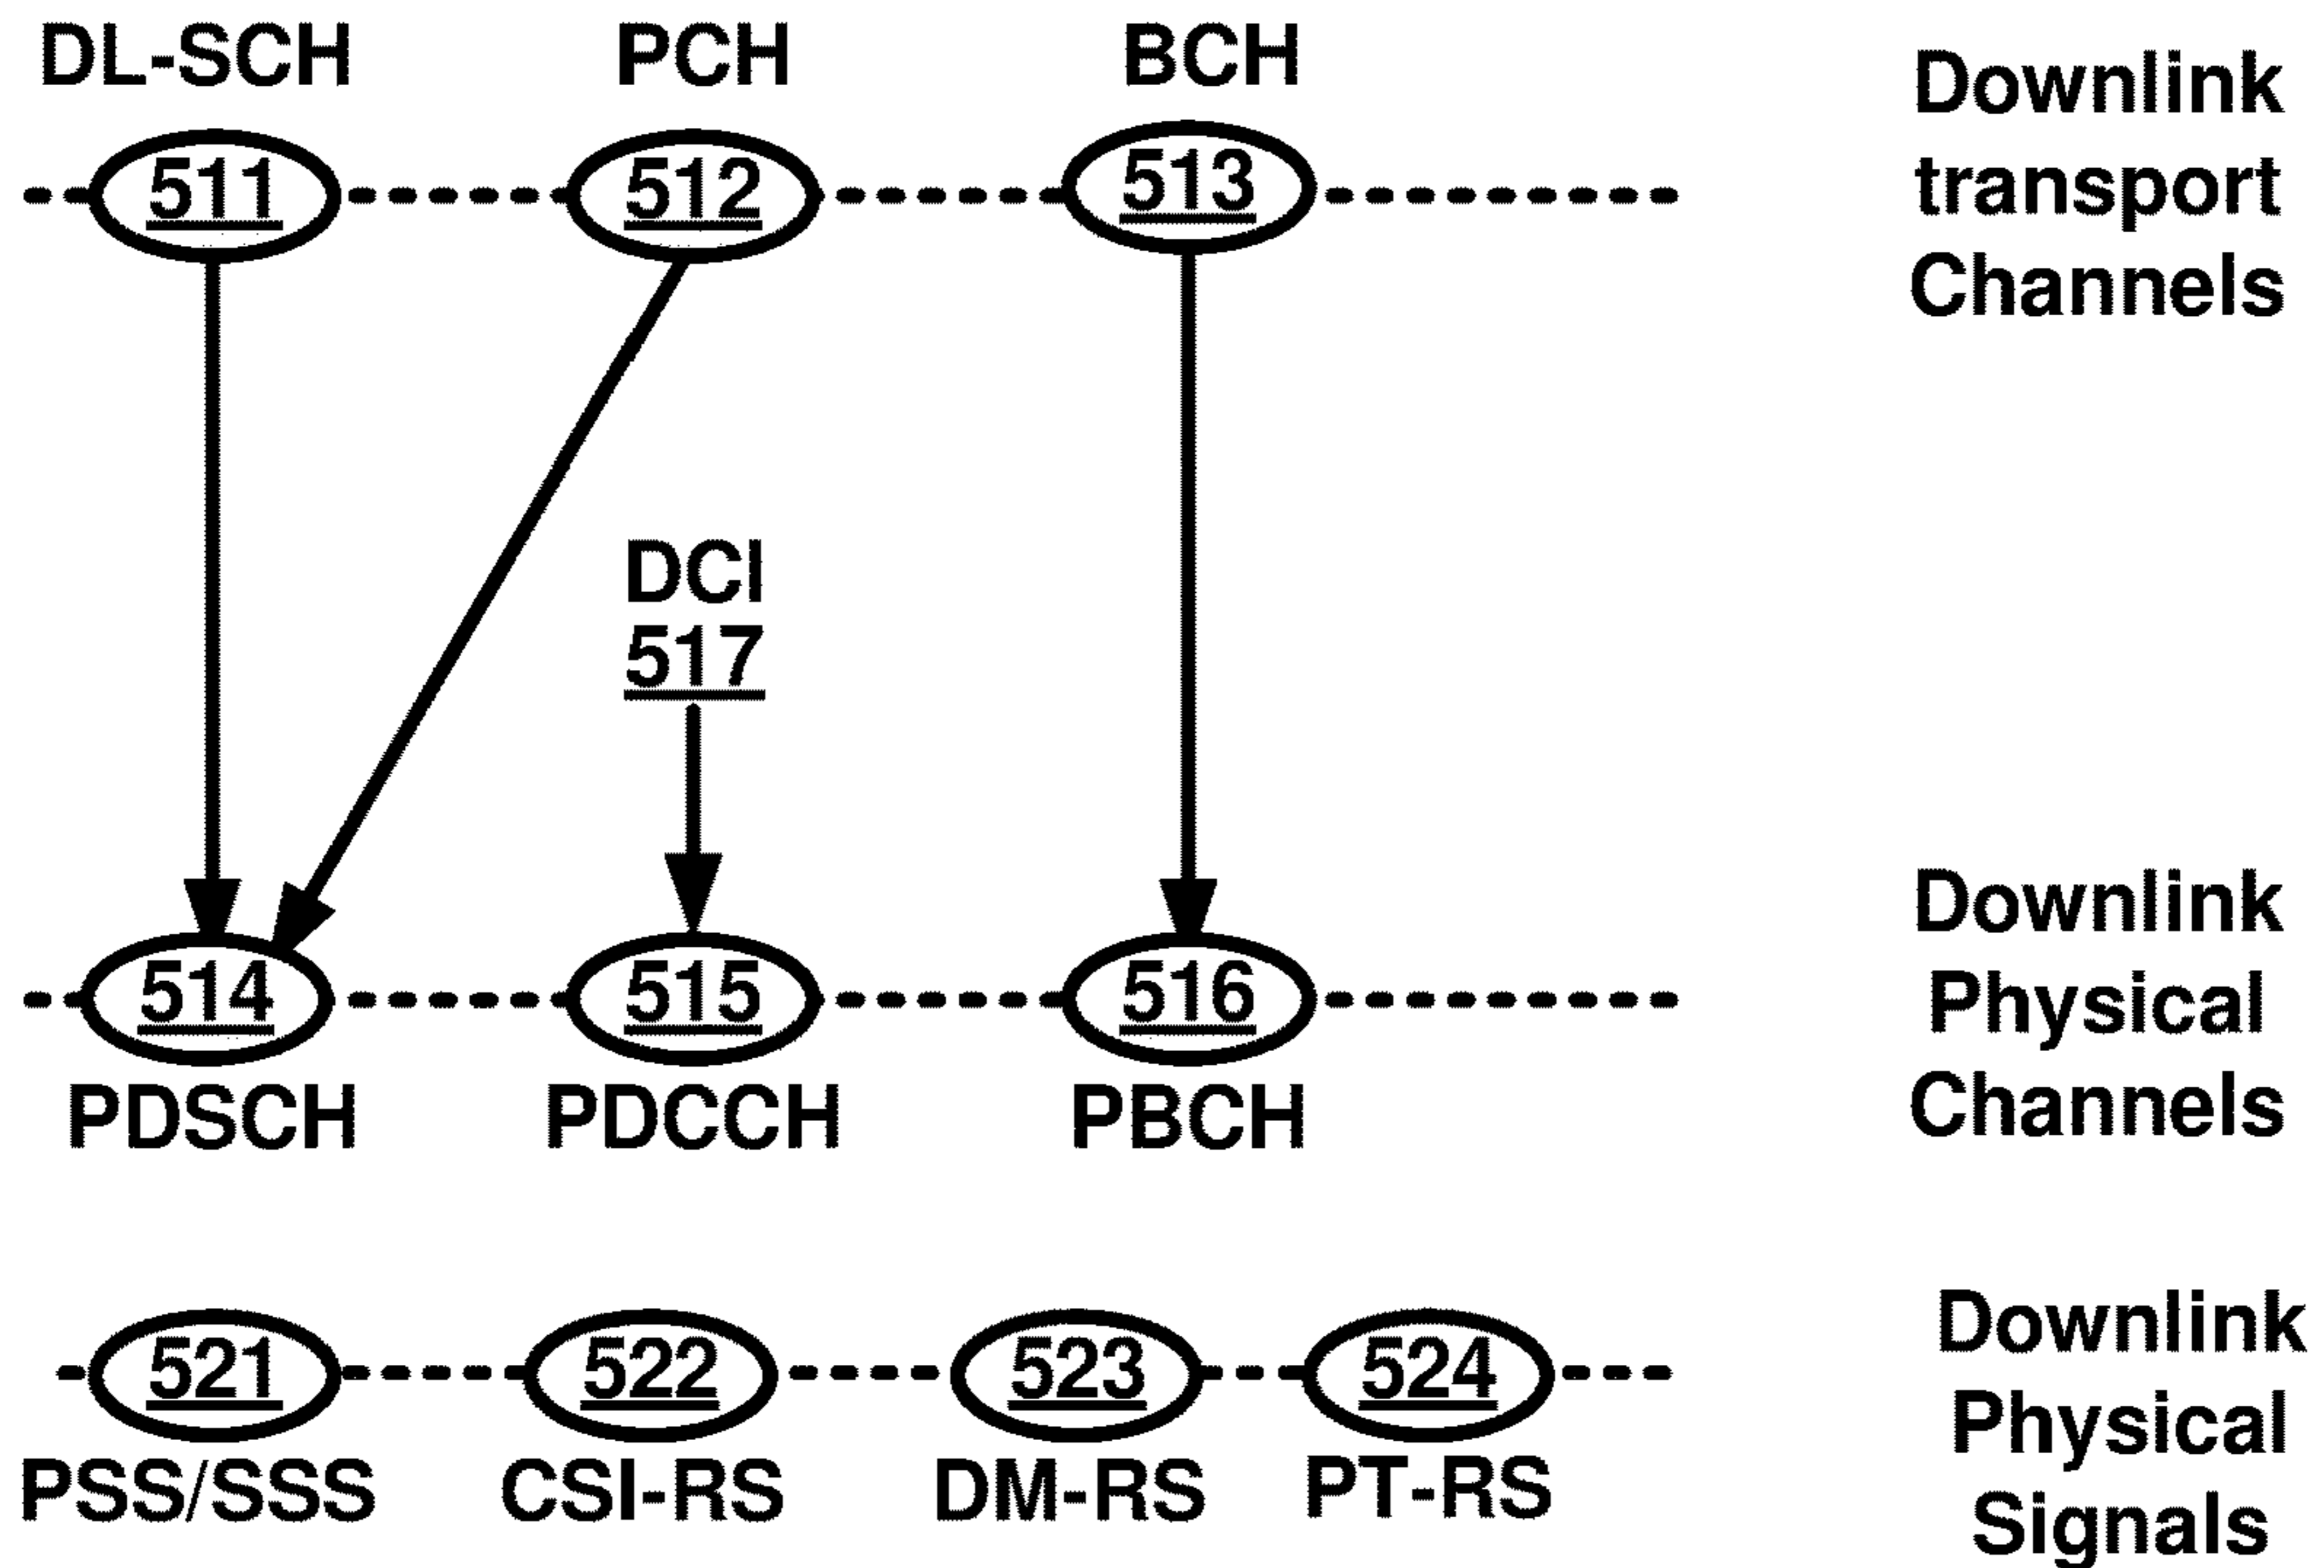 DL-SCH PCH BCH
Downlink
transport
Channels
511 512 513
DCI
517
Downlink
Physical
Channels
514 515 516
PDSCH PDCCH PBCH
Downlink
Physical
Signals
521 522 523 524
PSS/SSS CSI-RS DM-RS PT-RS